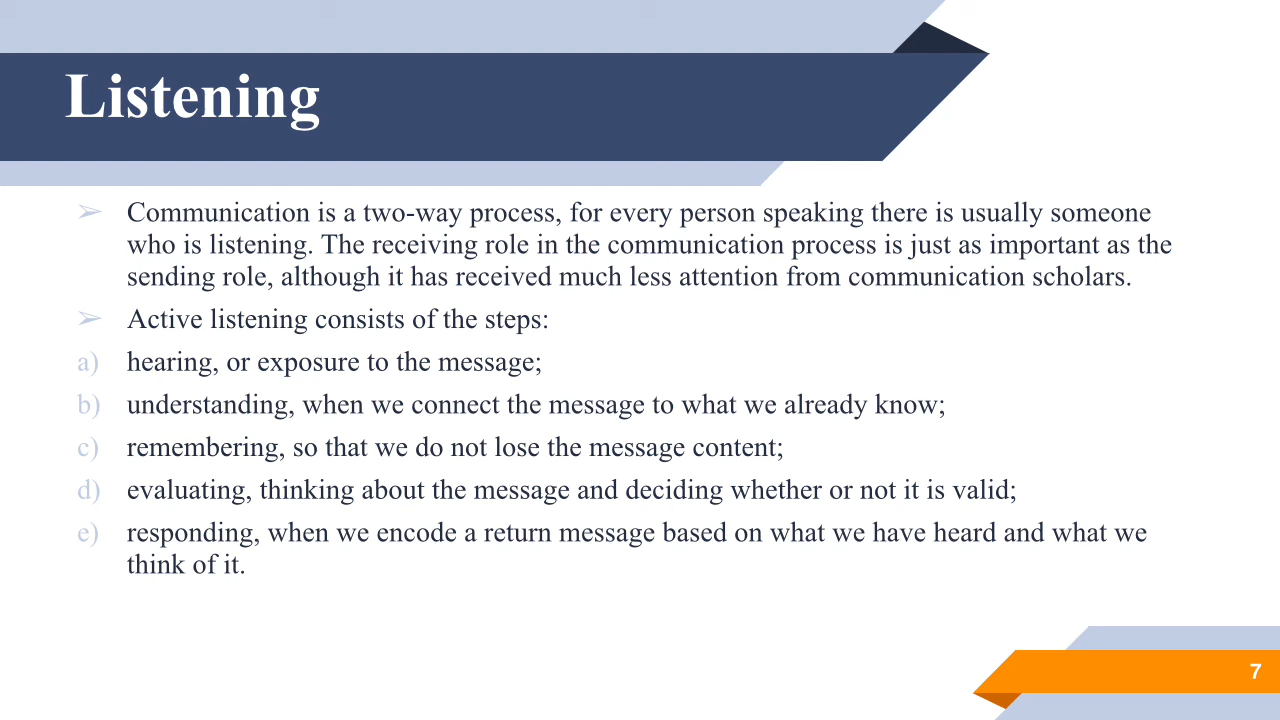 Listening
➢ Communication is a two-way process, for every person speaking there is usually someone
who is listening. The receiving role in the communication process is just as important as the
sending role, although it has received much less attention from communication scholars.
➢ Active listening consists of the steps:
a) hearing, or exposure to the message;
b) understanding, when we connect the message to what we already know;
c) remembering, so that we do not lose the message content;
d) evaluating, thinking about the message and deciding whether or not it is valid;
e) responding, when we encode a return message based on what we have heard and what we
think of it.
7